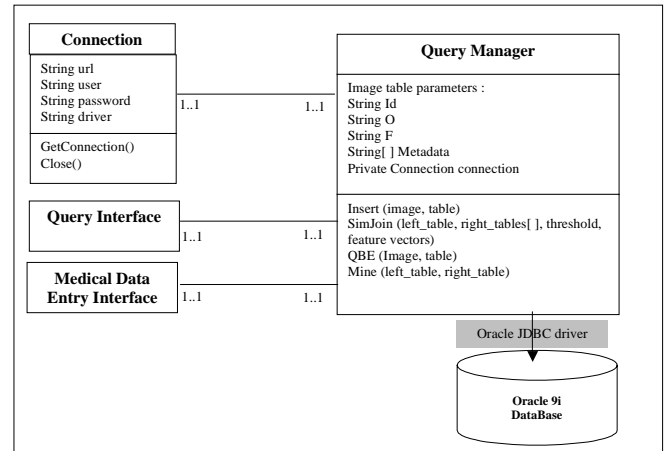 Connection
String url
String user
String password
String driver
GetConnection()
Close()
1..1
1..1
Query Manager
Image table parameters :
String Id
String O
String F
String[ ] Metadata
Private Connection connection
Insert (image, table)
SimJoin (left_table, right_tables[ ], threshold,
feature vectors)
QBE (Image, table)
Mine (left_table, right_table)
Query Interface
1..1
1..1
Medical Data
Entry Interface
1..1
1..1
Oracle JDBC driver
Oracle 9i
DataBase